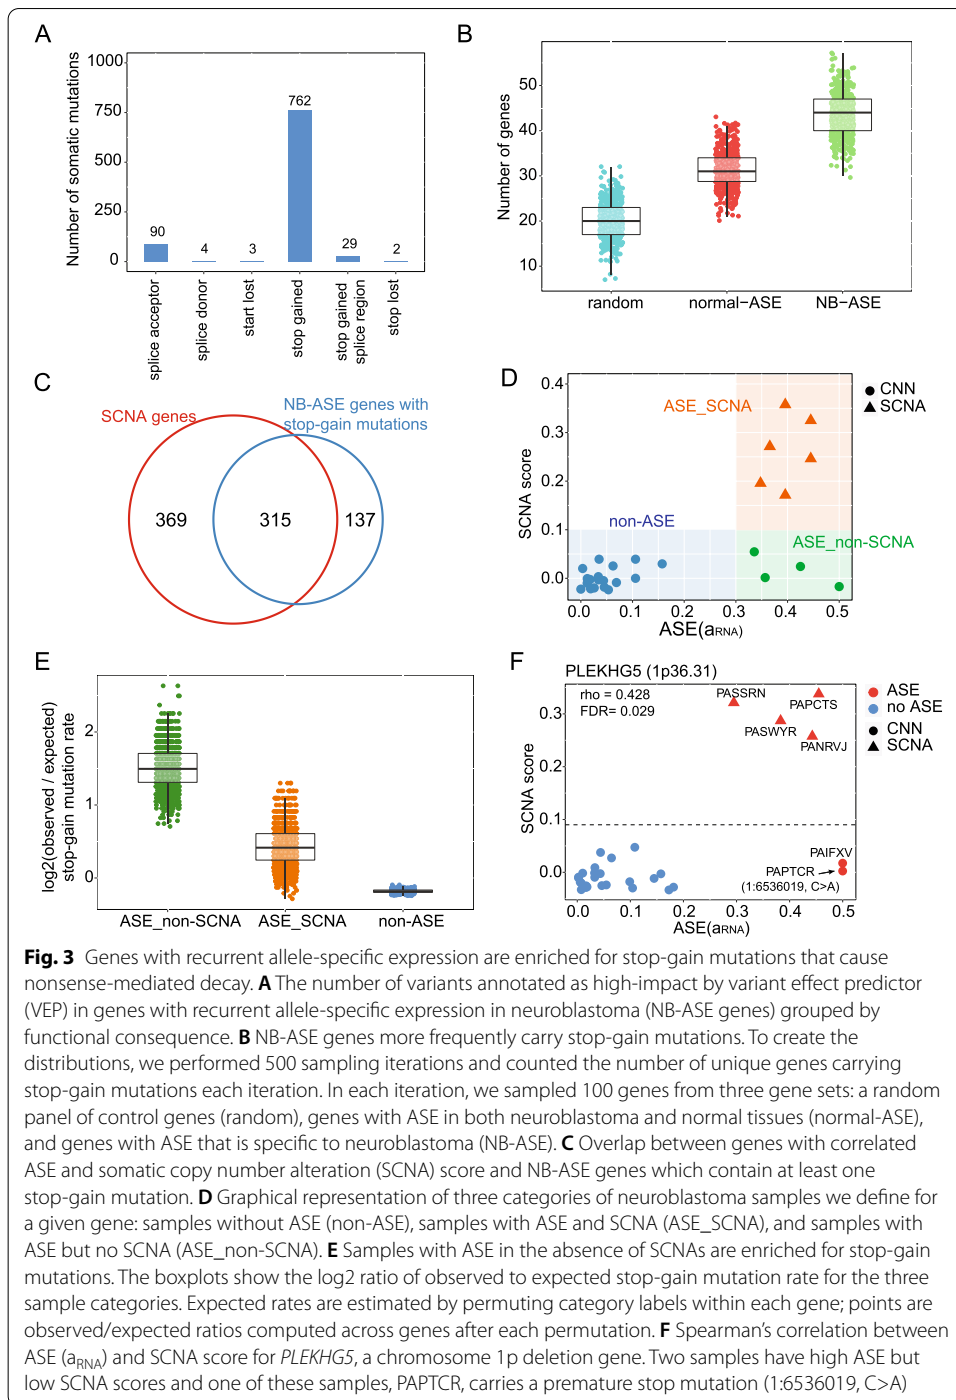 A
Number of somatic mutations
1000
750
500
250
0
90
4
3
762
29
2
splice acceptor
splice donor
start lost
stop gained
stop gained
splice region
stop lost
B
Number of genes
50
40
30
20
10
random
normal-ASE
NB-ASE
C
SCNA genes
NB-ASE genes with
stop-gain mutations
369
315
137
D
SCNA score
0.4
0.3
0.2
0.1
0.0
ASE_SCNA
non-ASE
ASE_non-SCNA
CNN
SCNA
0.0 0.1 0.2 0.3 0.4 0.5
ASE(aRNA)
E
log2(observed / expected)
stop-gain mutation rate
2
1
0
ASE_non-SCNA
ASE_SCNA
non-ASE
F
PLEKHG5 (1p36.31)
rho = 0.428
FDR= 0.029
SCNA score
0.3
0.2
0.1
0.0
PASSRN
PAPCTS
PASWYR
PANRVJ
PAIFXV
PAPTCR
(1:6536019, C>A)
ASE
no ASE
CNN
SCNA
0.0 0.1 0.2 0.3 0.4 0.5
ASE(aRNA)
Fig. 3 Genes with recurrent allele-specific expression are enriched for stop-gain mutations that cause
nonsense-mediated decay. A The number of variants annotated as high-impact by variant effect predictor
(VEP) in genes with recurrent allele-specific expression in neuroblastoma (NB-ASE genes) grouped by
functional consequence. B NB-ASE genes more frequently carry stop-gain mutations. To create the
distributions, we performed 500 sampling iterations and counted the number of unique genes carrying
stop-gain mutations each iteration. In each iteration, we sampled 100 genes from three gene sets: a random
panel of control genes (random), genes with ASE in both neuroblastoma and normal tissues (normal-ASE),
and genes with ASE that is specific to neuroblastoma (NB-ASE). C Overlap between genes with correlated
ASE and somatic copy number alteration (SCNA) score and NB-ASE genes which contain at least one
stop-gain mutation. D Graphical representation of three categories of neuroblastoma samples we define for
a given gene: samples without ASE (non-ASE), samples with ASE and SCNA (ASE_SCNA), and samples with
ASE but no SCNA (ASE_non-SCNA). E Samples with ASE in the absence of SCNAs are enriched for stop-gain
mutations. The boxplots show the log2 ratio of observed to expected stop-gain mutation rate for the three
sample categories. Expected rates are estimated by permuting category labels within each gene; points are
observed/expected ratios computed across genes after each permutation. F Spearman's correlation between
ASE (aRNA) and SCNA score for PLEKHG5, a chromosome 1p deletion gene. Two samples have high ASE but
low SCNA scores and one of these samples, PAPTCR, carries a premature stop mutation (1:6536019, C>A)